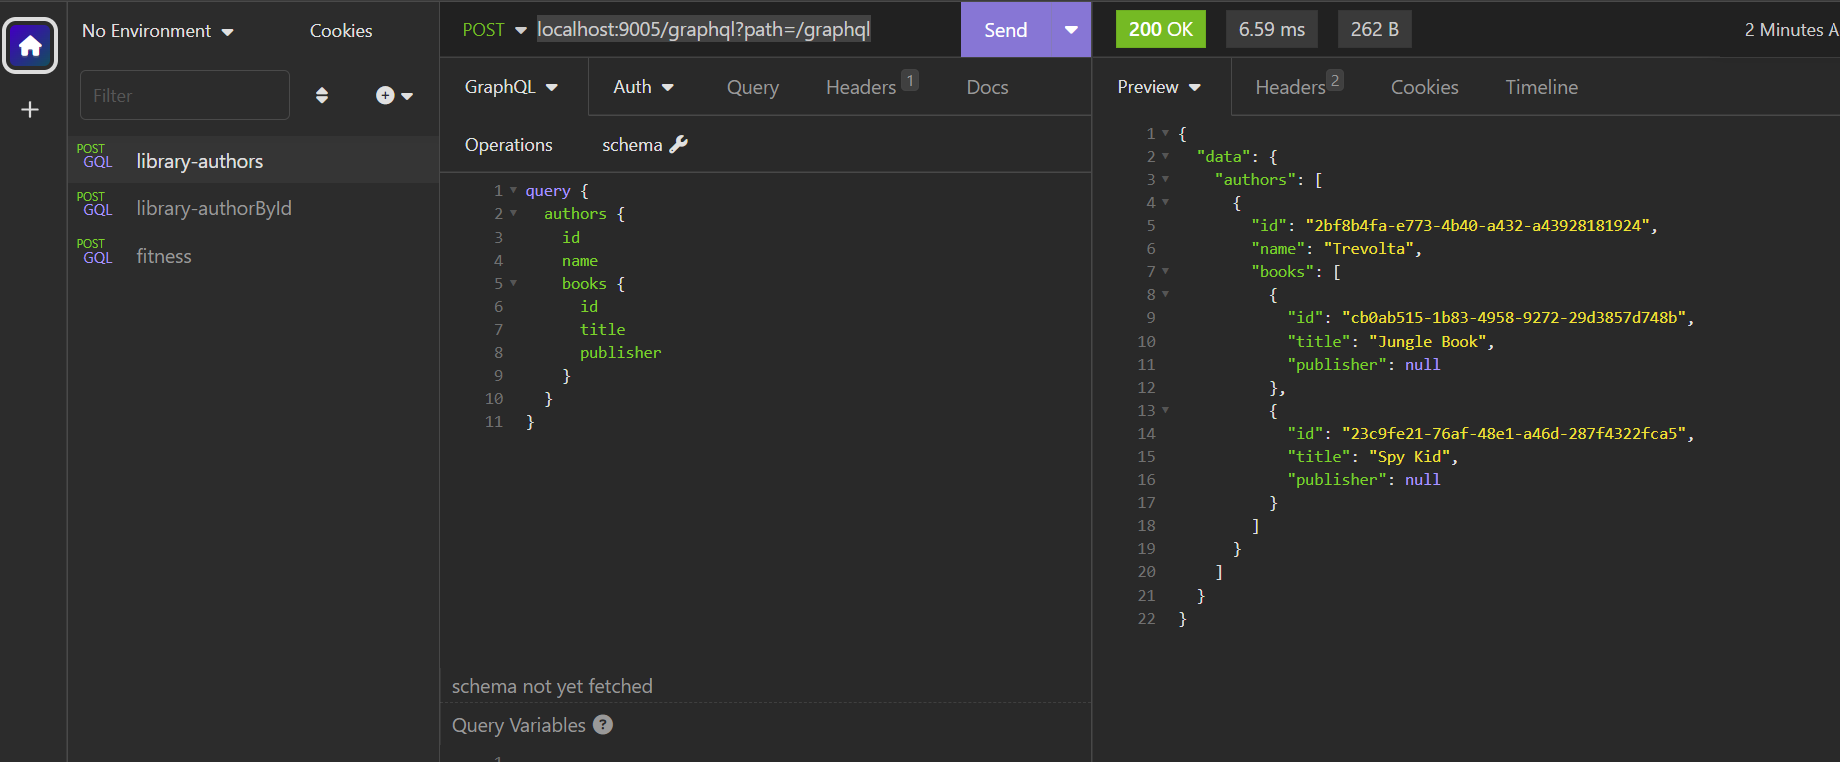 No Environment
Cookies
Filter
POST
GQL
library-authors
POST
GQL
library-authorById
POST
GQL
fitness
POST
localhost:9005/graphql?path=/graphql
Send
GraphQL
Auth
Query
Headers 1
Docs
Operations
schema
1 query {
2 authors {
3 id
4 name
5 books {
6 id
7 title
8 publisher
9 }
10 }
11 }
schema not yet fetched
Query Variables ?
200 OK
6.59 ms
262 B
2 Minutes A
Preview
Headers 2
Cookies
Timeline
1 {
2 "data": {
3 "authors": [
4 {
5 "id": "2bf8b4fa-e773-4b40-a432-a43928181924",
6 "name": "Trevolta",
7 "books": [
8 {
9 "id": "cb0ab515-1b83-4958-9272-29d3857d748b",
10 "title": "Jungle Book",
11 "publisher": null
12 },
13 {
14 "id": "23c9fe21-76af-48e1-a46d-287f4322fca5",
15 "title": "Spy Kid",
16 "publisher": null
17 }
18 ]
19 }
20 ]
21 }
22 }